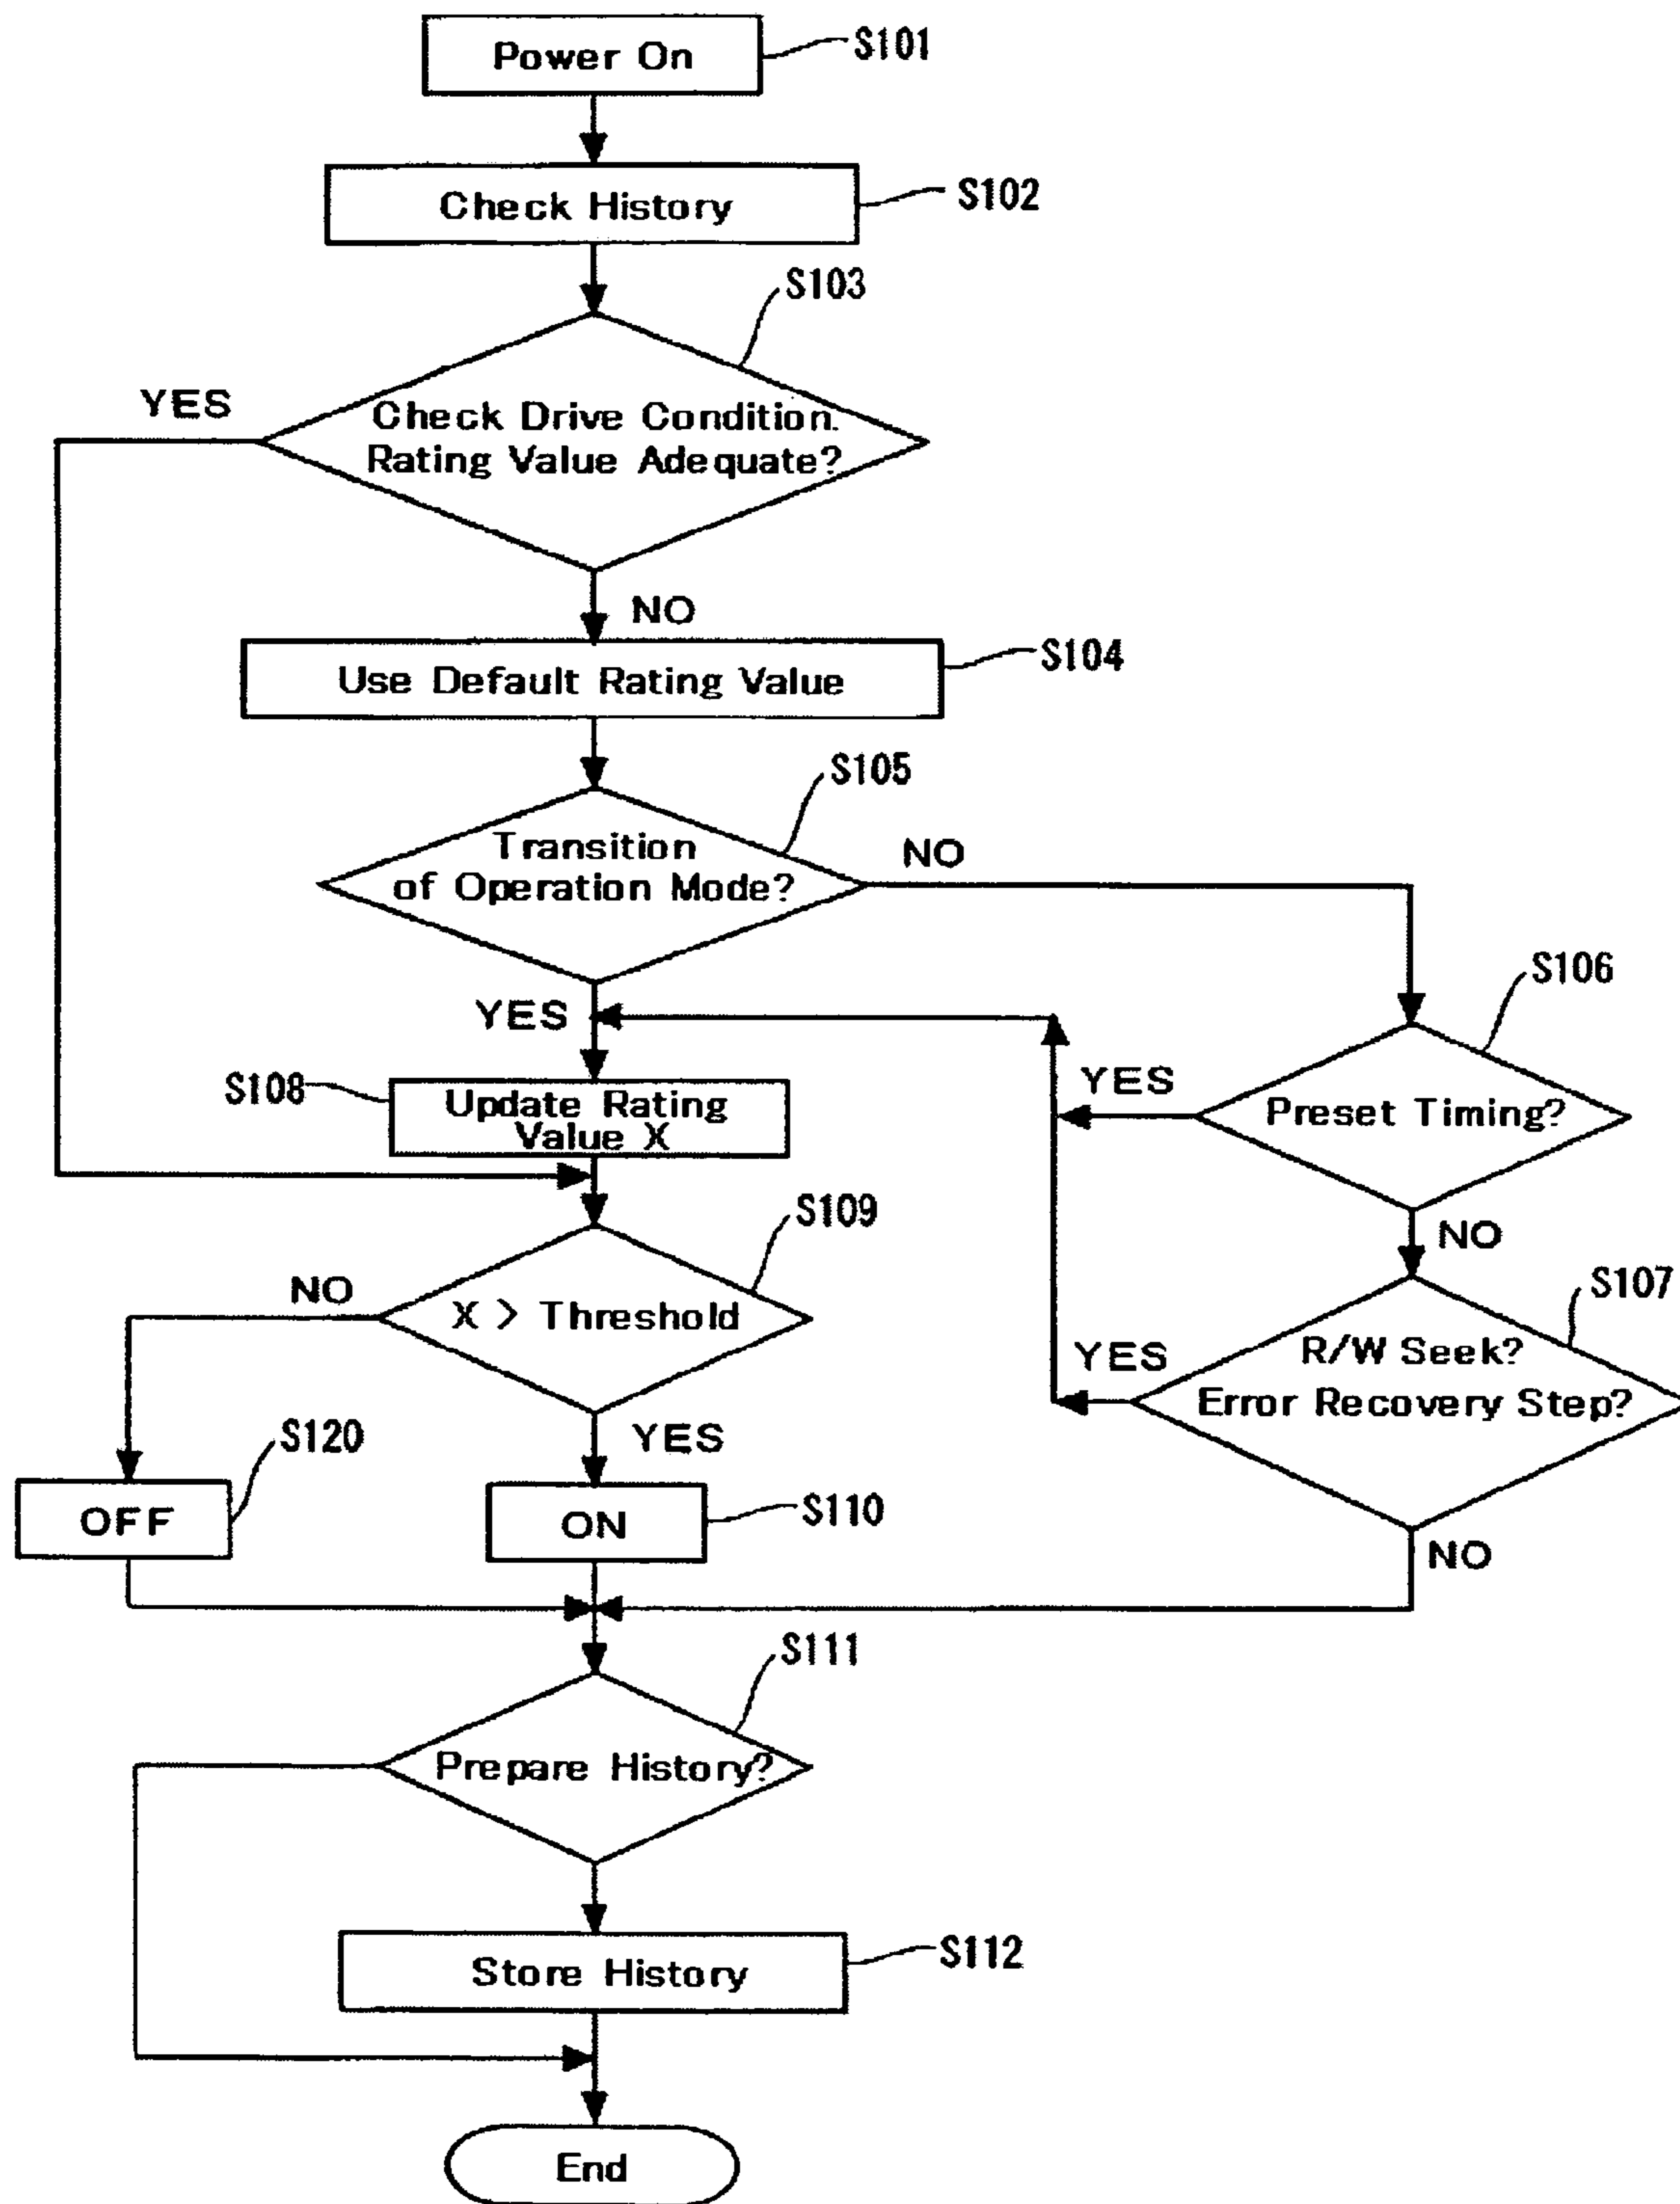 Power On
S101
Check History
S102
S103
YES
Check Drive Condition.
Rating Value Adequate?
NO
Use Default Rating Value
S104
S105
Transition
of Operation Mode?
NO
S106
YES
S108
Update Rating
Value X
YES
Preset Timing?
NO
S109
NO
X > Threshold
S107
R/W Seek?
Error Recovery Step?
YES
YES
S120
OFF
ON
S110
NO
S111
Prepare History?
Store History
S112
End